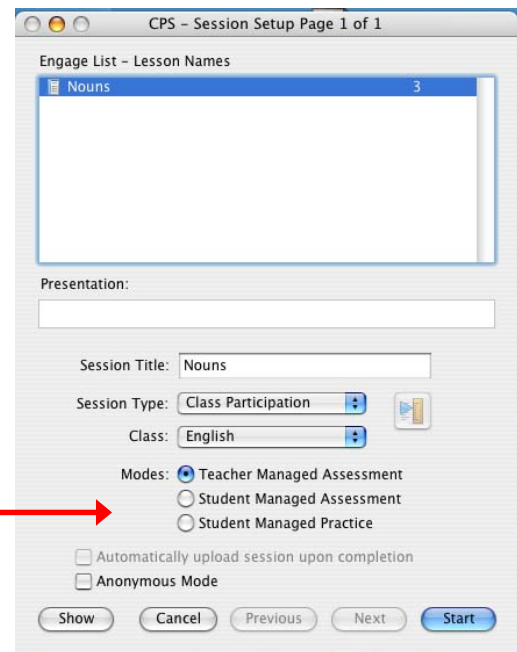 CPS – Session Setup Page 1 of 1
Engage List – Lesson Names
Nouns 3
Presentation:
Session Title: Nouns
Session Type: Class Participation
Class: English
Modes: Teacher Managed Assessment
Student Managed Assessment
Student Managed Practice
Automatically upload session upon completion
Anonymous Mode
Show Cancel Previous Next Start